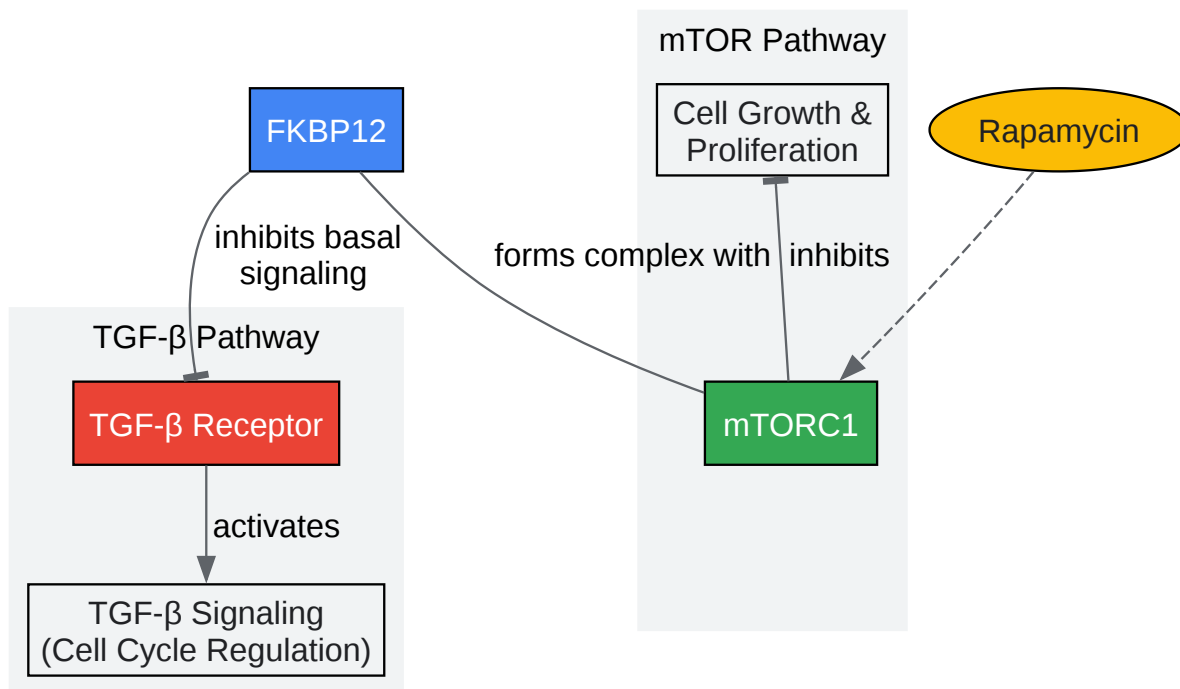 mTOR Pathway
FKBP12
Cell Growth &
Proliferation
Rapamycin
inhibits basal
signaling
forms complex with
inhibits
TGF-β Pathway
TGF-β Receptor
mTORC1
activates
TGF-β Signaling
(Cell Cycle Regulation)